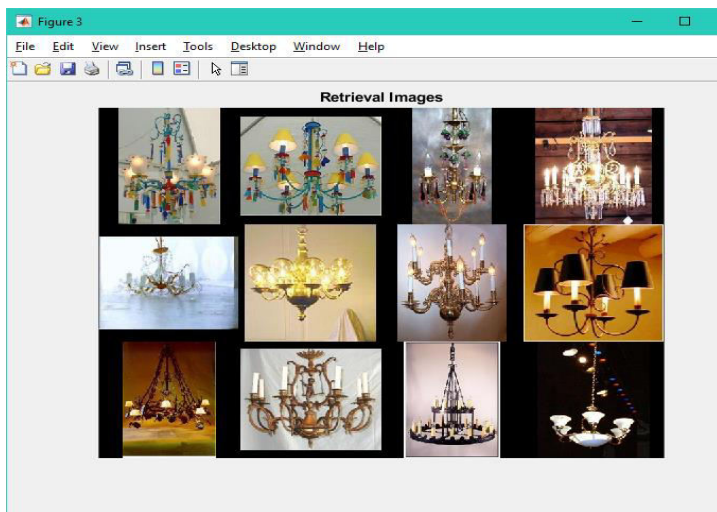 Figure 3
File Edit View Insert Tools Desktop Window Help
Retrieval Images